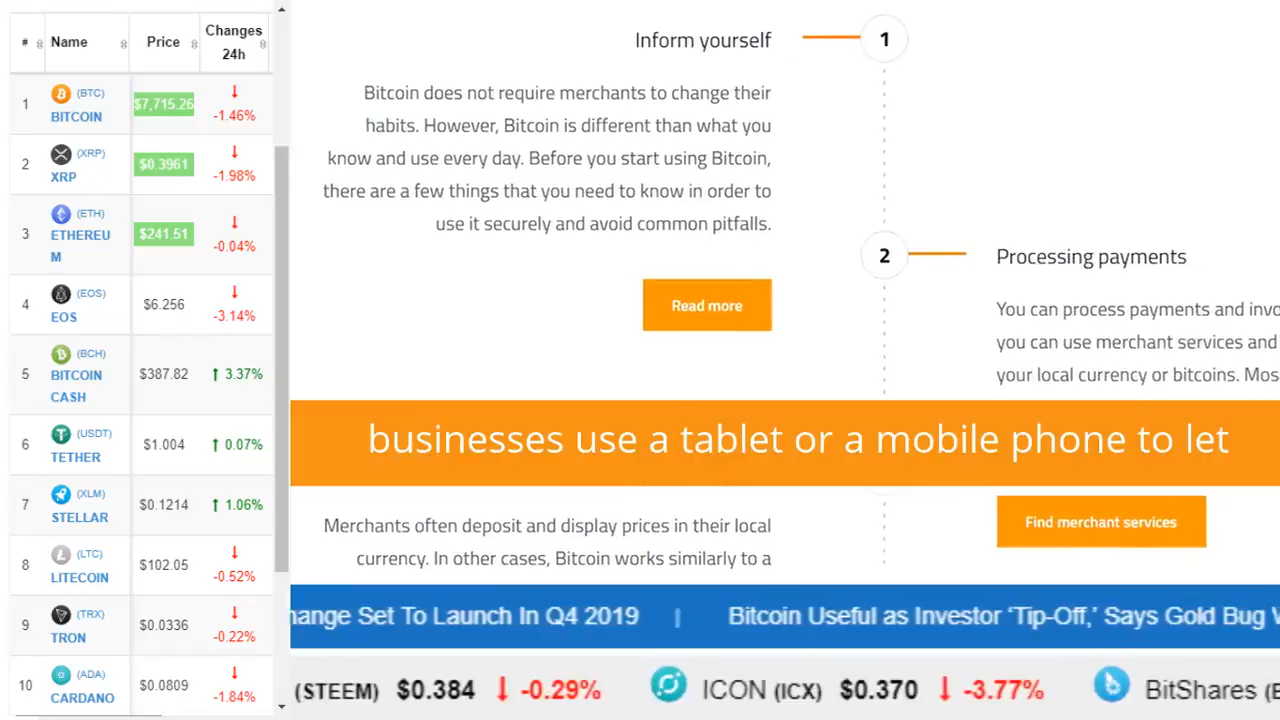 # Name Price Changes
24h
1 (BTC)
BITCOIN $7,715.26 -1.46%
2 (XRP)
XRP $0.3961 -1.98%
3 (ETH)
ETHEREU
M $241.51 -0.04%
4 (EOS)
EOS $6.256 -3.14%
5 (BCH)
BITCOIN
CASH $387.82 3.37%
6 (USDT)
TETHER $1.004 0.07%
7 (XLM)
STELLAR $0.1214 1.06%
8 (LTC)
LITECOIN $102.05 -0.52%
9 (TRX)
TRON $0.0336 -0.22%
10 (ADA)
CARDANO $0.0809 -1.84%
Inform yourself 1
Bitcoin does not require merchants to change their
habits. However, Bitcoin is different than what you
know and use every day. Before you start using Bitcoin,
there are a few things that you need to know in order to
use it securely and avoid common pitfalls.
Read more
2 Processing payments
You can process payments and invo
you can use merchant services and
your local currency or bitcoins. Mos
businesses use a tablet or a mobile phone to let
Find merchant services
Merchants often deposit and display prices in their local
currency. In other cases, Bitcoin works similarly to a
ange Set To Launch In Q4 2019 | Bitcoin Useful as Investor ‘Tip-Off,’ Says Gold Bug
(STEEM) $0.384 -0.29% ICON (ICX) $0.370 -3.77% BitShares